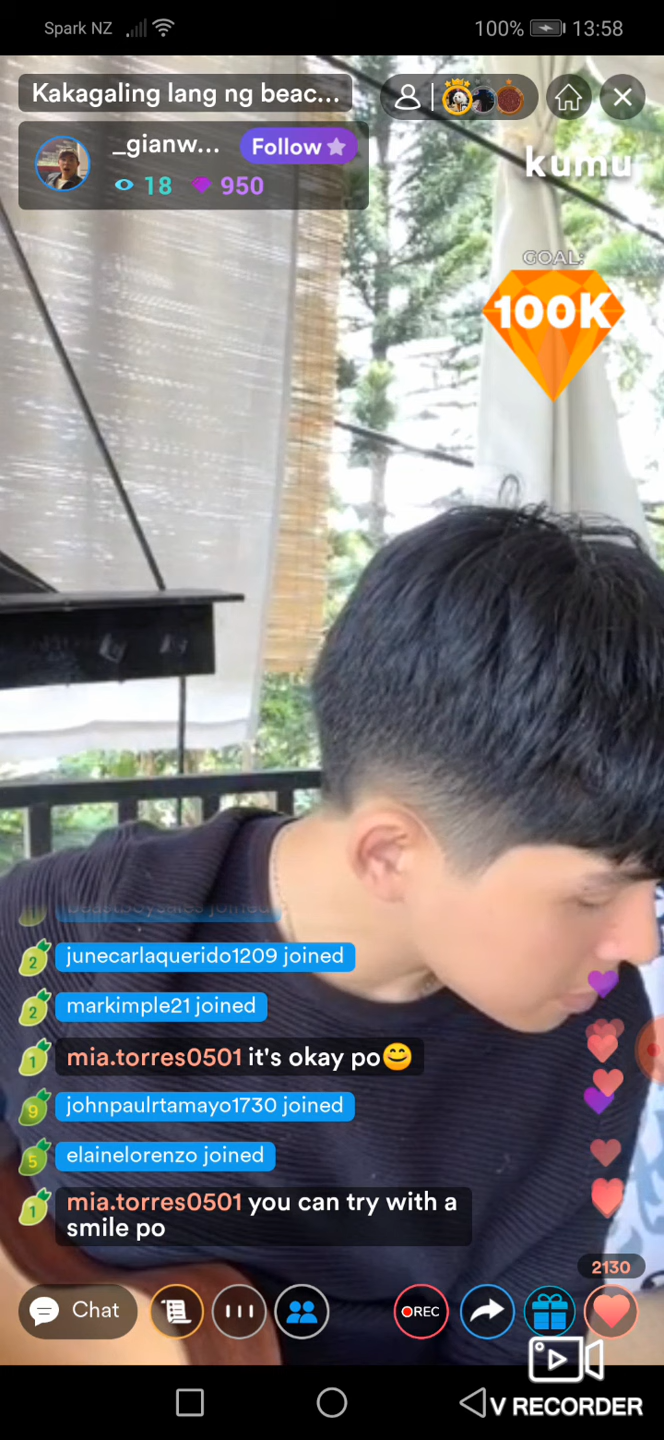 Spark NZ
100%
13:58
Kakagaling lang ng beac...
_gianw...
Follow
18
950
kumu
GOAL:
100K
beastboysales joined
junecarlaquerido1209 joined
markimple21 joined
mia.torres0501 it's okay po😊
johnpaulrtamayo1730 joined
elainelorenzo joined
mia.torres0501 you can try with a
smile po
2
2
1
9
5
1
2130
Chat
REC
V RECORDER